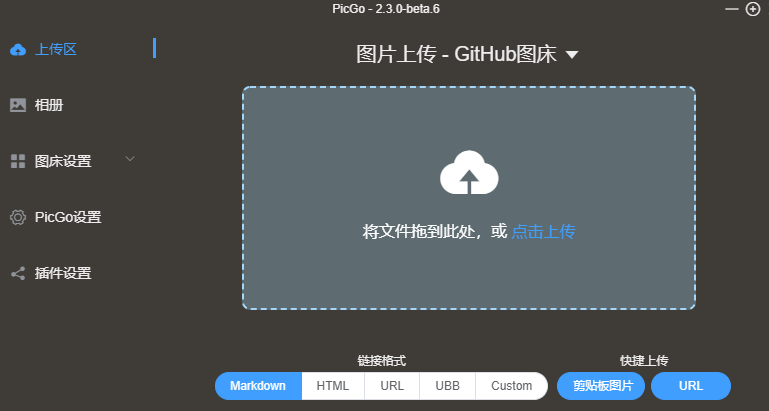 PicGo - 2.3.0-beta.6
上传区
相册
图床设置
PicGo设置
插件设置
图片上传 - GitHub图床
将文件拖到此处，或 点击上传
链接格式
Markdown HTML URL UBB Custom
快捷上传
剪贴板图片 URL